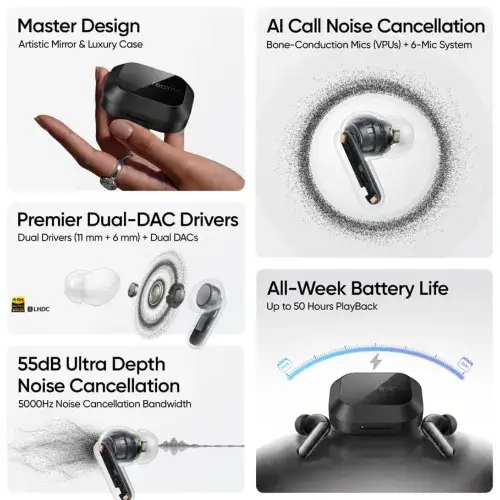 Master Design
Artistic Mirror & Luxury Case
AI Call Noise Cancellation
Bone-Conduction Mics (VPUs) + 6-Mic System
Premier Dual-DAC Drivers
Dual Drivers (11 mm + 6 mm) + Dual DACs
LHDC
All-Week Battery Life
Up to 50 Hours PlayBack
55dB Ultra Depth
Noise Cancellation
5000Hz Noise Cancellation Bandwidth